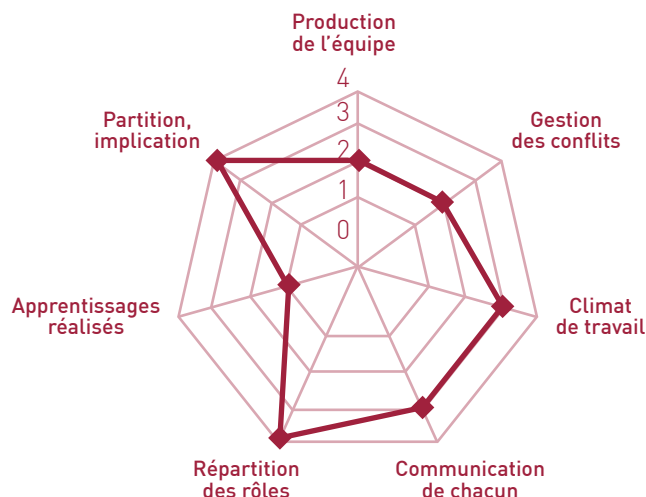 Production
de l'équipe
4
3
2
1
0
Partition,
implication
Gestion
des conflits
Apprentissages
réalisés
Climat
de travail
Répartition
des rôles
Communication
de chacun